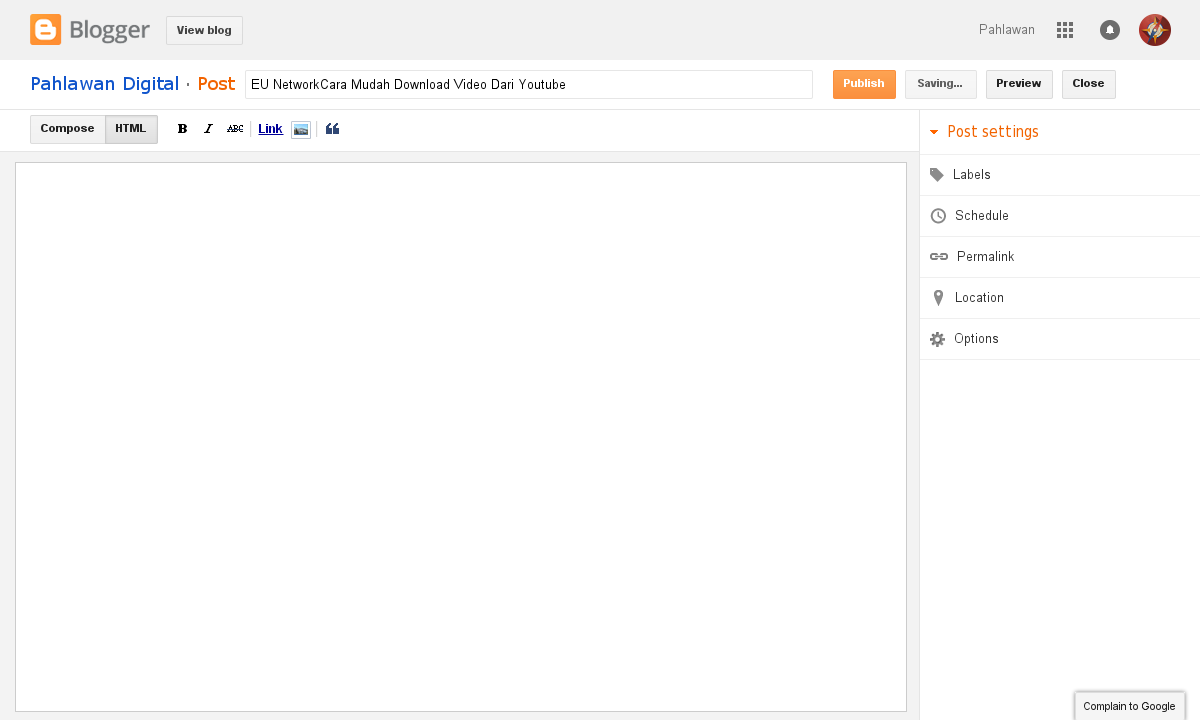 Blogger View blog Pahlawan
Pahlawan Digital · Post EU NetworkCara Mudah Download Video Dari Youtube Publish Saving... Preview Close
Compose HTML B I ABC Link
Post settings
Labels
Schedule
Permalink
Location
Options
Complain to Google